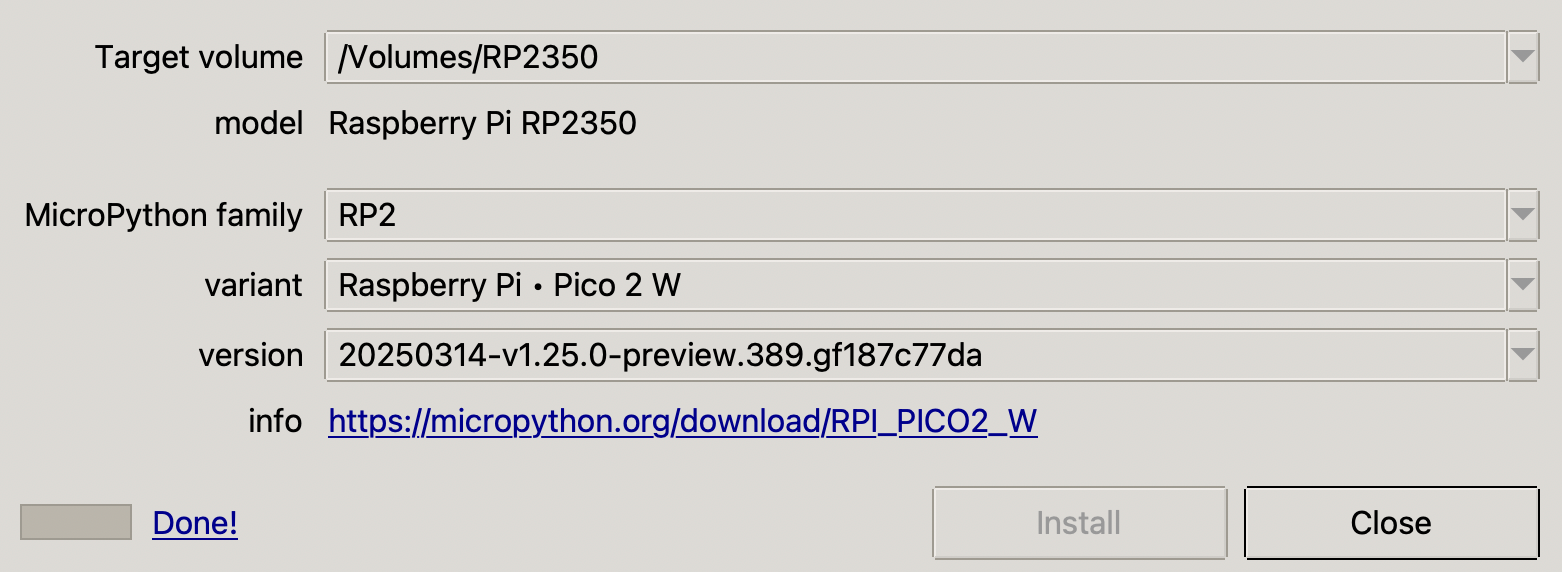 Target volume /Volumes/RP2350
model Raspberry Pi RP2350
MicroPython family RP2
variant Raspberry Pi • Pico 2 W
version 20250314-v1.25.0-preview.389.gf187c77da
info https://micropython.org/download/RPI_PICO2_W
Done! Install Close